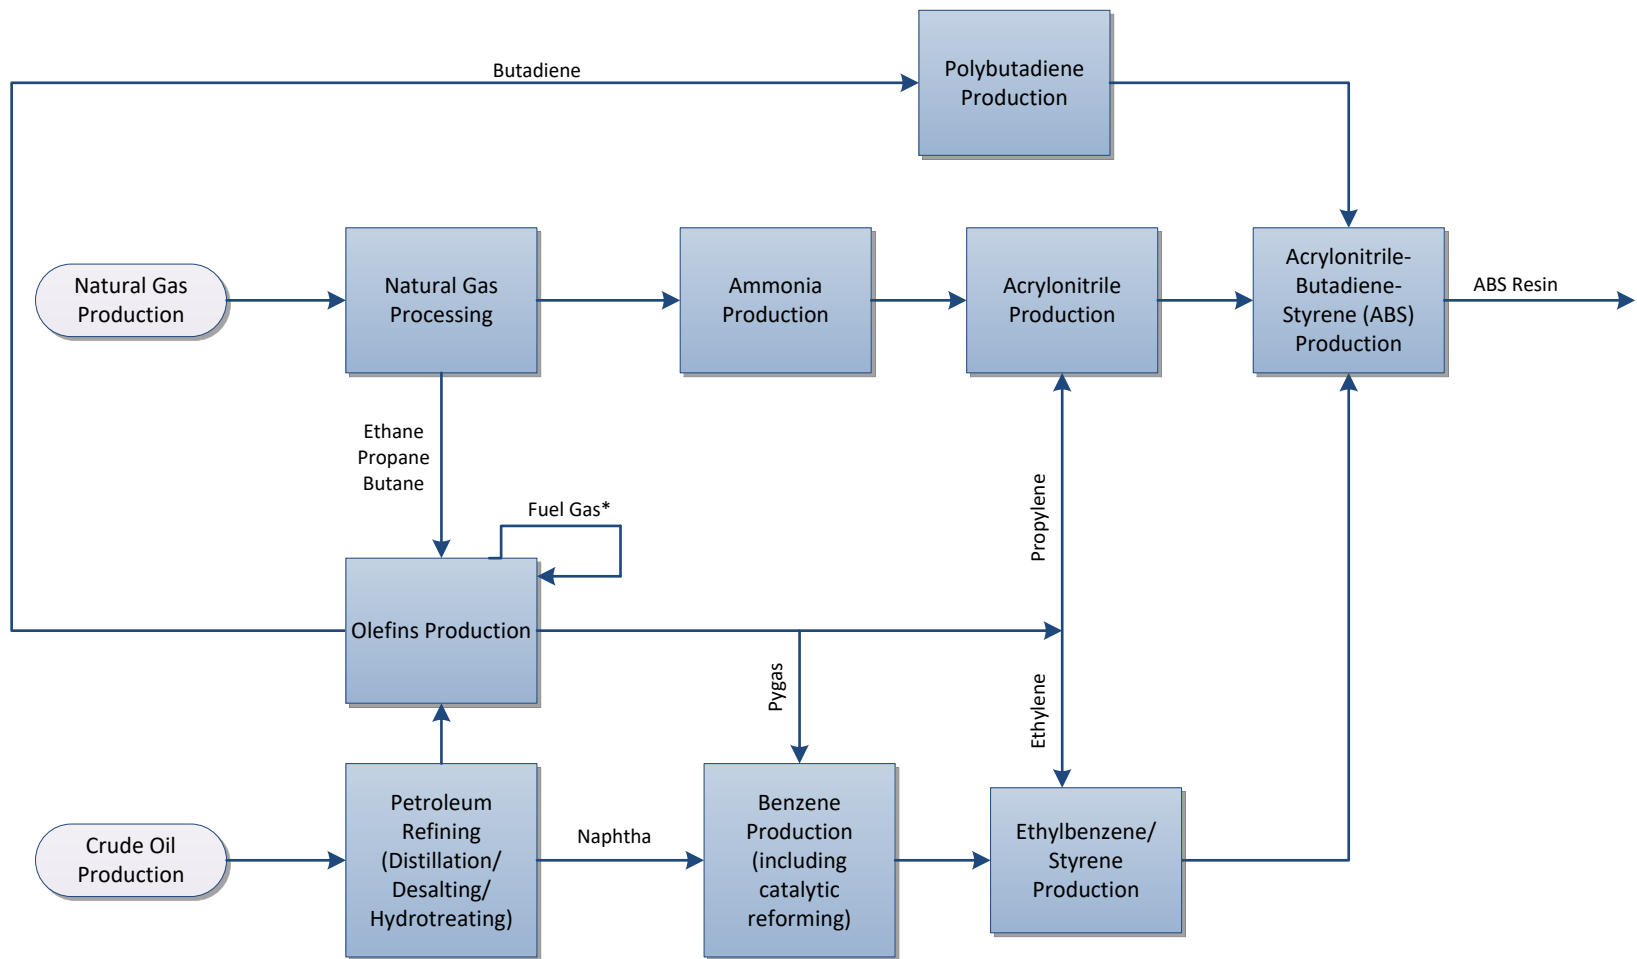 Butadiene
Polybutadiene
Production
Natural Gas
Production
Natural Gas
Processing
Ammonia
Production
Acrylonitrile
Production
Acrylonitrile-
Butadiene-
Styrene (ABS)
Production
ABS Resin
Ethane
Propane
Butane
Fuel Gas*
Propylene
Olefins Production
Pygas
Ethylene
Crude Oil
Production
Petroleum
Refining
(Distillation/
Desalting/
Hydrotreating)
Naphtha
Benzene
Production
(including
catalytic
reforming)
Ethylbenzene/
Styrene
Production